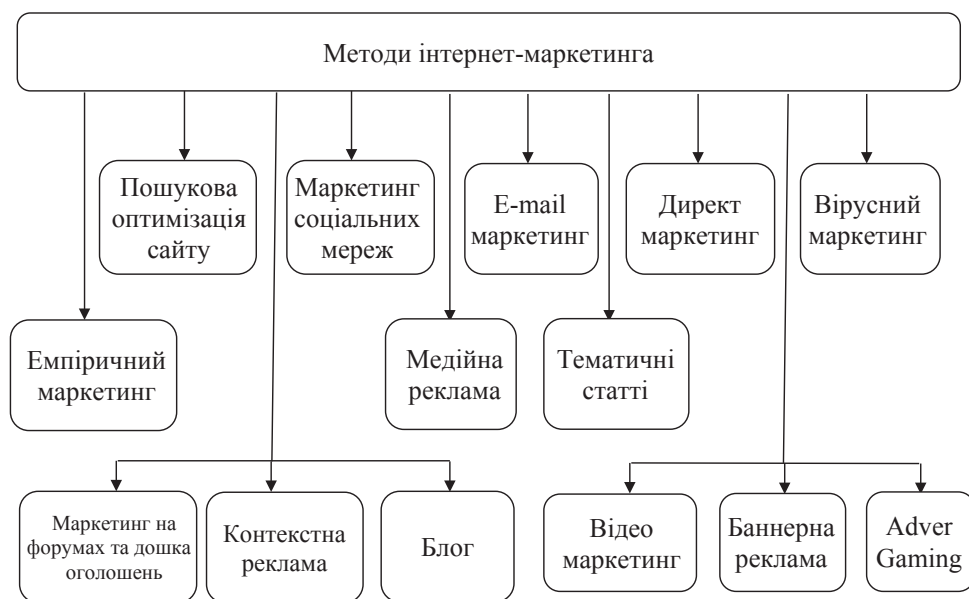 Методи інтернет-маркетинга
Пошукова
оптимізація
сайту
Маркетинг
соціальних
мереж
E-mail
маркетинг
Директ
маркетинг
Вірусний
маркетинг
Емпіричний
маркетинг
Медійна
реклама
Тематичні
статті
Маркетинг на
форумах та дошка
оголошень
Контекстна
реклама
Блог
Відео
маркетинг
Баннерна
реклама
Adver
Gaming